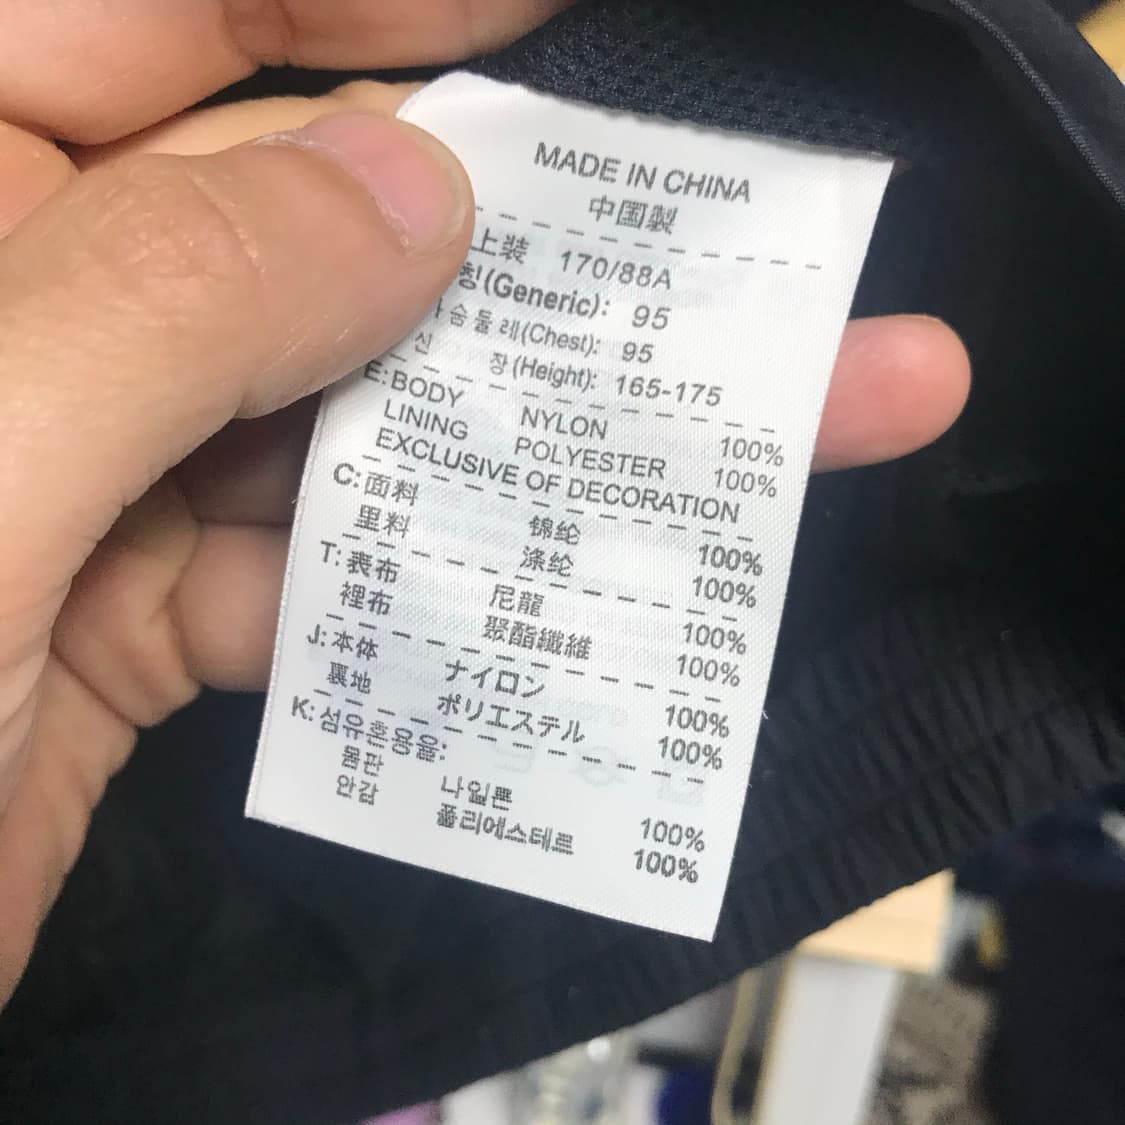 MADE IN CHINA
中国製
上装 170/88A
칭(Generic): 95
가슴둘레(Chest): 95
신 장(Height): 165-175
E:BODY NYLON 100%
LINING POLYESTER 100%
EXCLUSIVE OF DECORATION
C:面料 锦纶 100%
里料 涤纶 100%
T:表布 尼龍 100%
裡布 聚酯纖維 100%
J:本体 ナイロン 100%
裏地 ポリエステル 100%
K:섬유혼용율:
몸판 나일론 100%
안감 폴리에스테르 100%